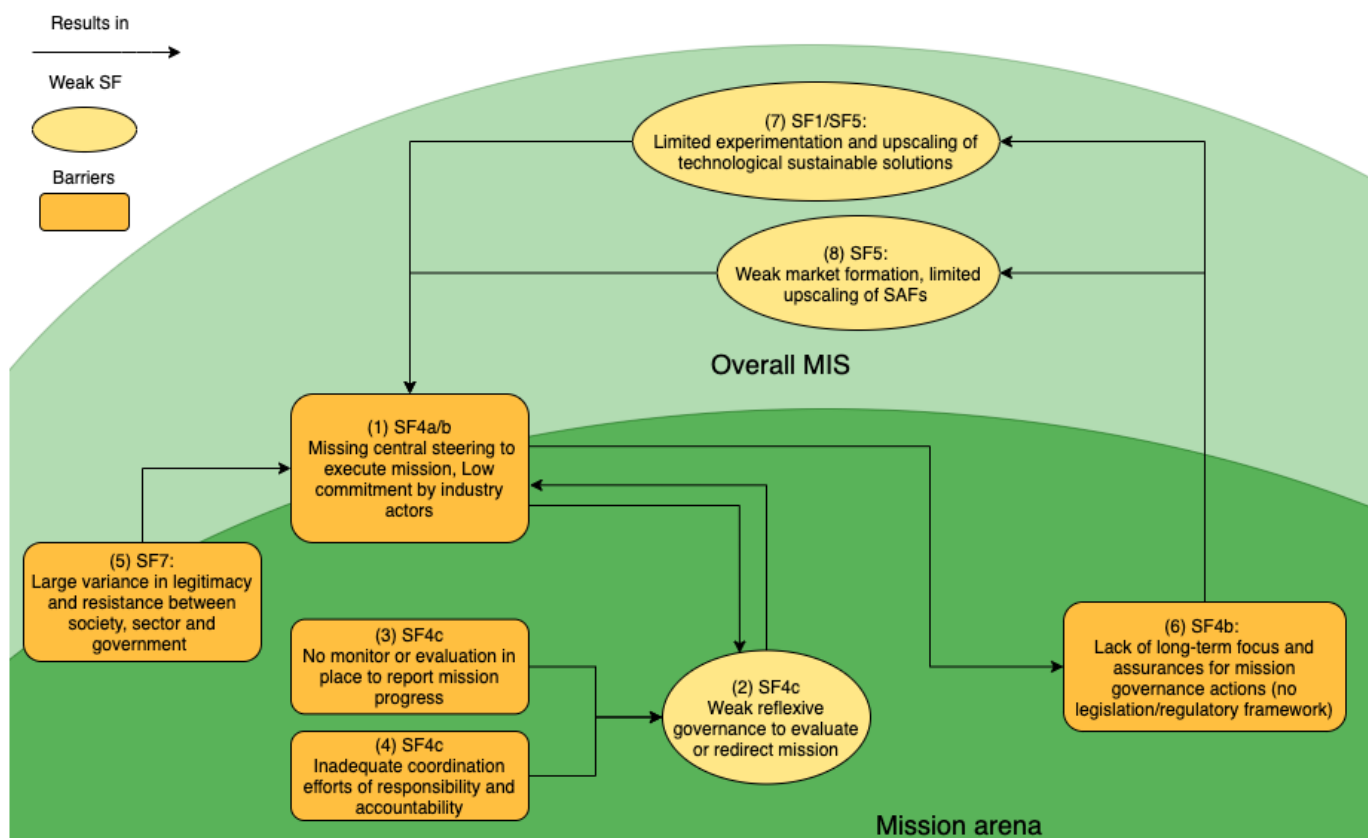 Results in
Weak SF
Barriers
(7) SF1/SF5:
Limited experimentation and upscaling of
technological sustainable solutions
(8) SF5:
Weak market formation, limited
upscaling of SAFs
Overall MIS
(1) SF4a/b
Missing central steering to
execute mission, Low
commitment by industry
actors
(5) SF7:
Large variance in legitimacy
and resistance between
society, sector and
government
(3) SF4c
No monitor or evaluation in
place to report mission
progress
(4) SF4c
Inadequate coordination
efforts of responsibility and
accountability
(2) SF4c
Weak reflexive
governance to evaluate
or redirect mission
(6) SF4b:
Lack of long-term focus and
assurances for mission
governance actions (no
legislation/regulatory framework)
Mission arena